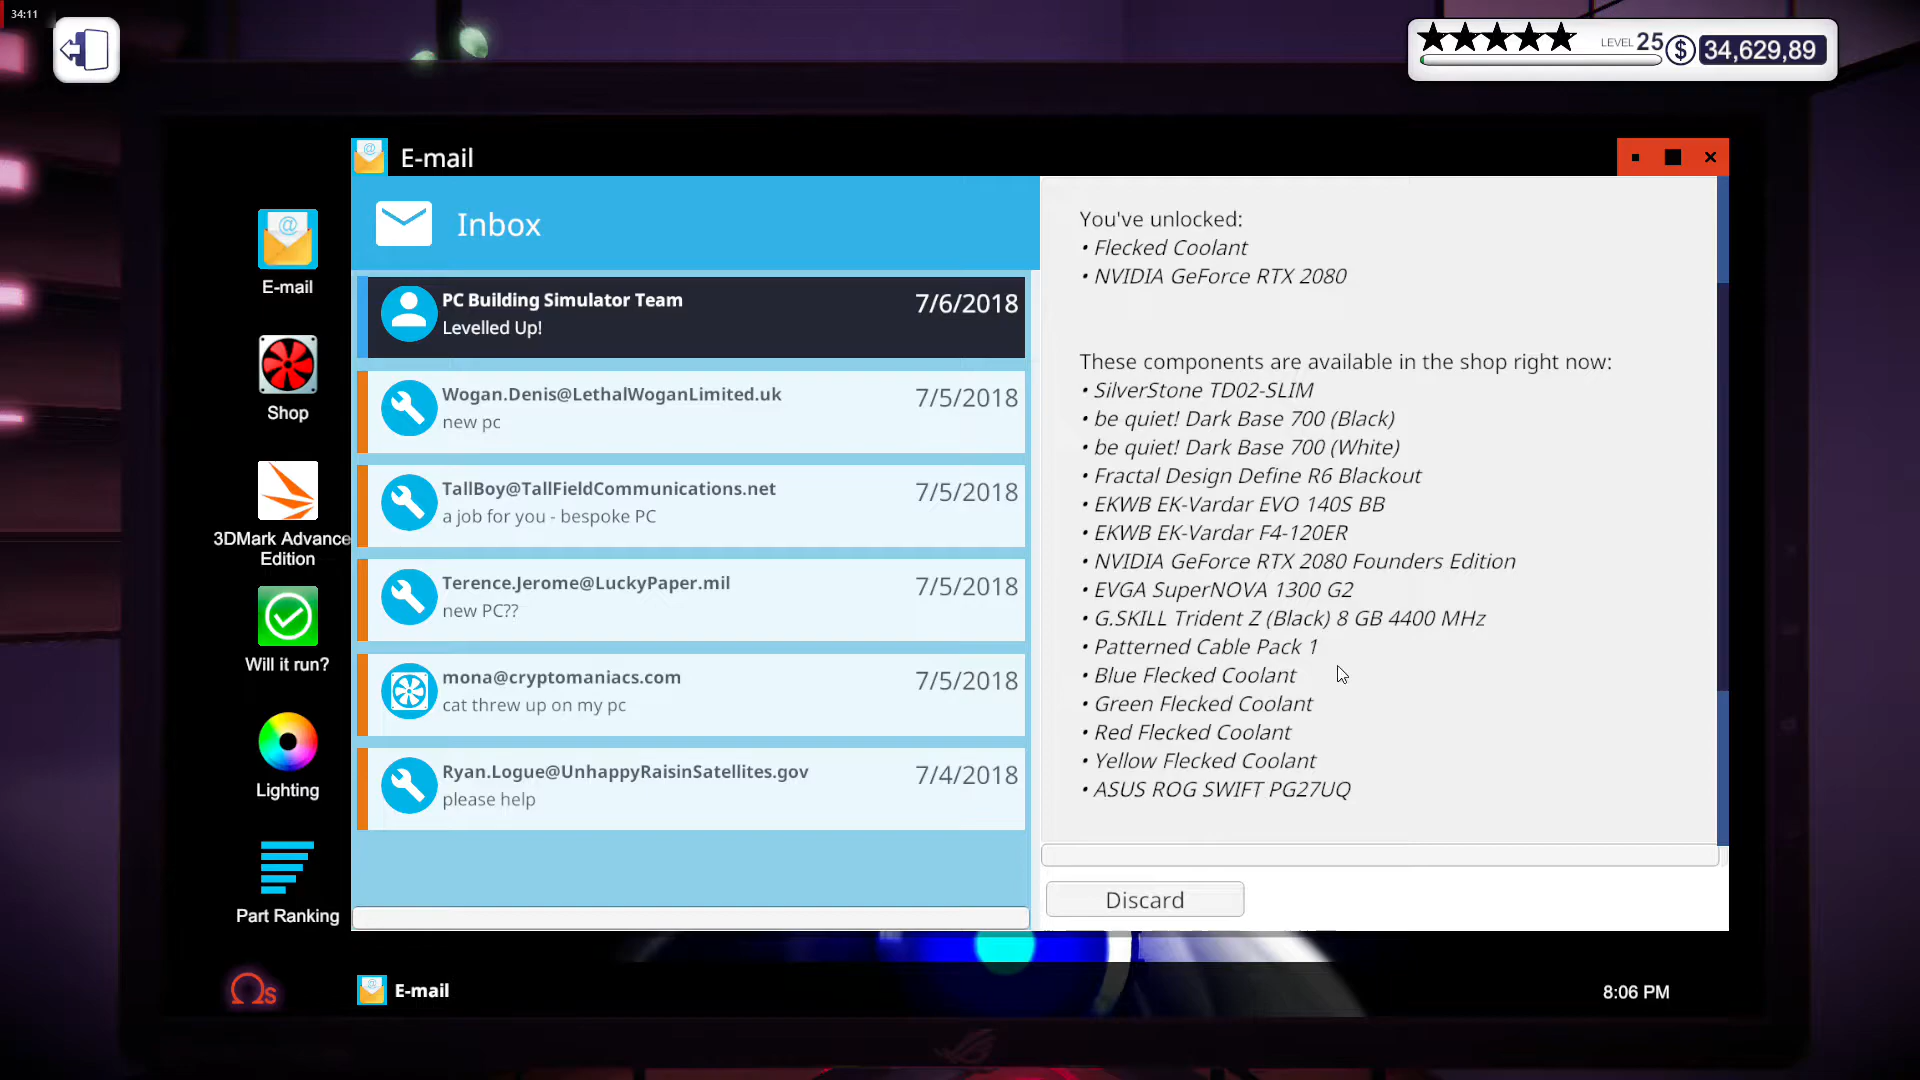 34:11
LEVEL 25
$ 34,629,89
E-mail
E-mail
Shop
3DMark Advance
Edition
Will it run?
Lighting
Part Ranking
Inbox
PC Building Simulator Team
7/6/2018
Levelled Up!
Wogan.Denis@LethalWoganLimited.uk
7/5/2018
new pc
TallBoy@TallFieldCommunications.net
7/5/2018
a job for you - bespoke PC
Terence.Jerome@LuckyPaper.mil
7/5/2018
new PC??
mona@cryptomaniacs.com
7/5/2018
cat threw up on my pc
Ryan.Logue@UnhappyRaisinSatellites.gov
7/4/2018
please help
You've unlocked:
• Flecked Coolant
• NVIDIA GeForce RTX 2080
These components are available in the shop right now:
• SilverStone TD02-SLIM
• be quiet! Dark Base 700 (Black)
• be quiet! Dark Base 700 (White)
• Fractal Design Define R6 Blackout
• EKWB EK-Vardar EVO 140S BB
• EKWB EK-Vardar F4-120ER
• NVIDIA GeForce RTX 2080 Founders Edition
• EVGA SuperNOVA 1300 G2
• G.SKILL Trident Z (Black) 8 GB 4400 MHz
• Patterned Cable Pack 1
• Blue Flecked Coolant
• Green Flecked Coolant
• Red Flecked Coolant
• Yellow Flecked Coolant
• ASUS ROG SWIFT PG27UQ
Discard
Ωs
E-mail
8:06 PM